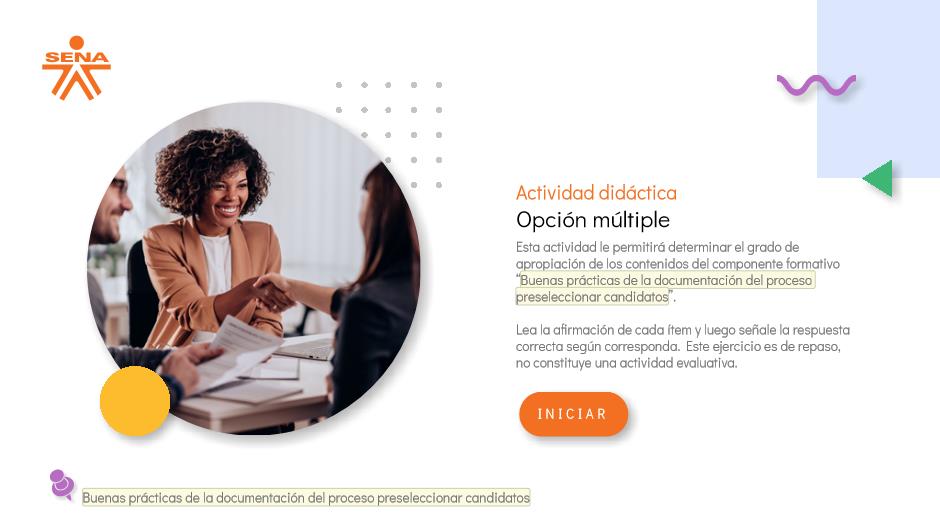 SENA
Actividad didáctica
Opción múltiple
Esta actividad le permitirá determinar el grado de
apropiación de los contenidos del componente formativo
“Buenas prácticas de la documentación del proceso
preseleccionar candidatos”.
Lea la afirmación de cada ítem y luego señale la respuesta
correcta según corresponda. Este ejercicio es de repaso,
no constituye una actividad evaluativa.
INICIAR
Buenas prácticas de la documentación del proceso preseleccionar candidatos